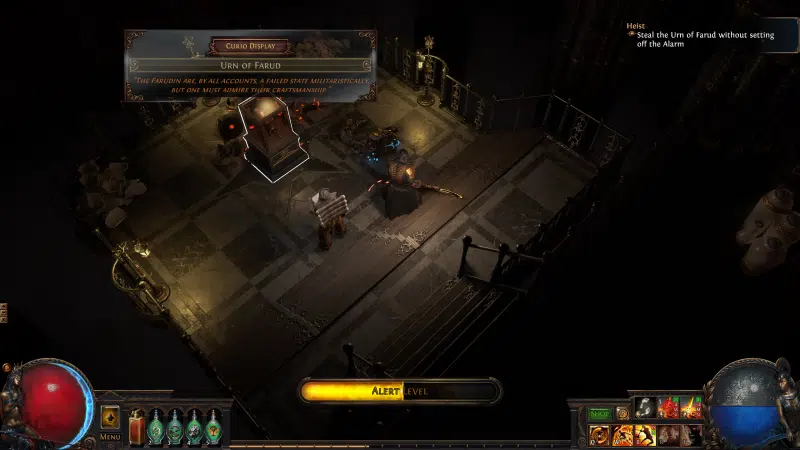 Heist
Steal the Urn of Farud without setting
off the Alarm
Curio Display
Urn of Farud
"The Farudin are, by all accounts, a failed state militaristically,
but one must admire their craftsmanship."
Alert Level
Menu
Shop